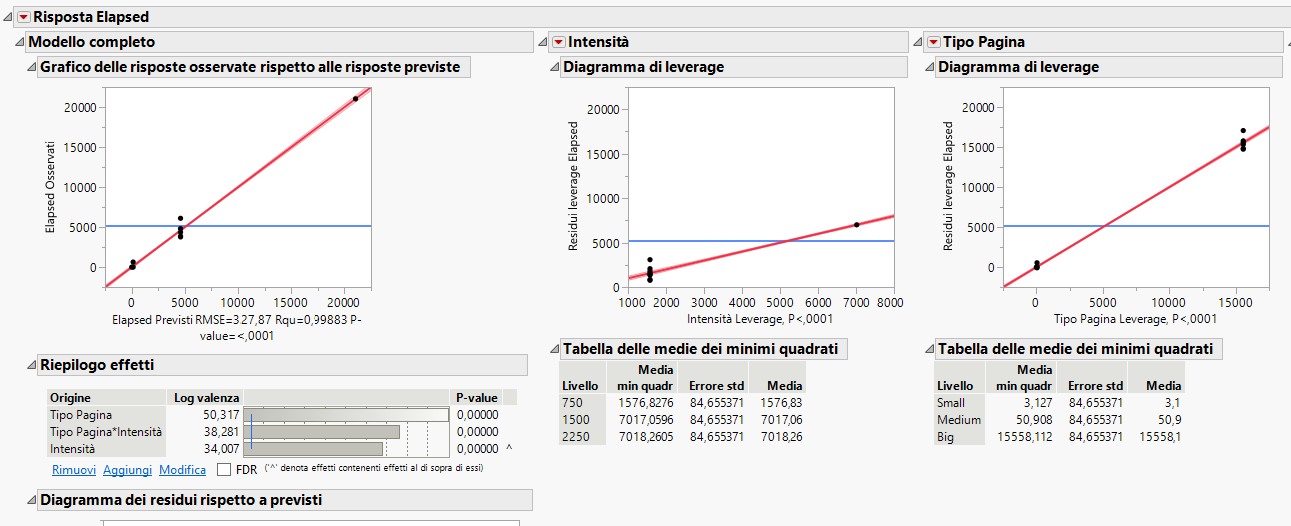 Risposta Elapsed
Modello completo
Grafico delle risposte osservate rispetto alle risposte previste
Elapsed Osservati
20000
15000
10000
5000
0
0 5000 10000 15000 20000
Elapsed Previsti RMSE=327,87 Rqu=0,99883 P-
value=<,0001
Riepilogo effetti
Origine Log valenza P-value
Tipo Pagina 50,317 0,00000
Tipo Pagina*Intensità 38,281 0,00000
Intensità 34,007 0,00000 ^
Rimuovi Aggiungi Modifica FDR ('^' denota effetti contenenti effetti al di sopra di essi)
Diagramma dei residui rispetto a previsti
Intensità
Diagramma di leverage
Residui leverage Elapsed
20000
15000
10000
5000
0
1000 2000 3000 4000 5000 6000 7000 8000
Intensità Leverage, P<,0001
Tabella delle medie dei minimi quadrati
Media
Livello min quadr Errore std Media
750 1576,8276 84,655371 1576,83
1500 7017,0596 84,655371 7017,06
2250 7018,2605 84,655371 7018,26
Tipo Pagina
Diagramma di leverage
Residui leverage Elapsed
20000
15000
10000
5000
0
0 5000 10000 15000
Tipo Pagina Leverage, P<,0001
Tabella delle medie dei minimi quadrati
Media
Livello min quadr Errore std Media
Small 3,127 84,655371 3,1
Medium 50,908 84,655371 50,9
Big 15558,112 84,655371 15558,1